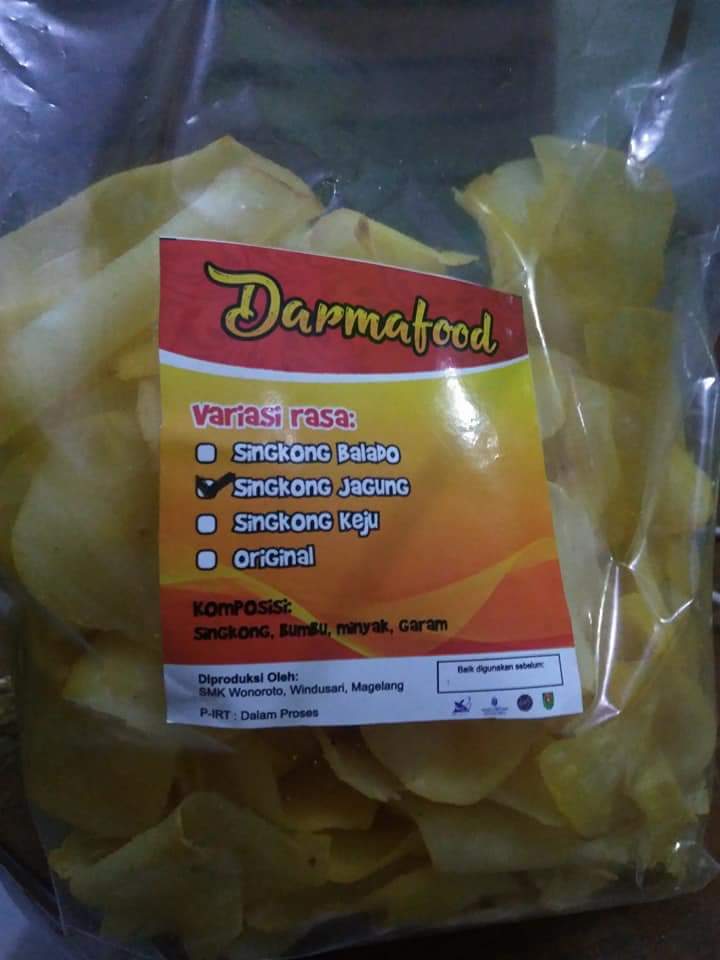 Darmafood
Variasi rasa:
Singkong Balado
Singkong Jagung
Singkong Keju
Original
Komposisi:
Singkong, Bumbu, minyak, Garam
Diproduksi Oleh:
SMK Wonoroto, Windusari, Magelang
P-IRT : Dalam Proses
Baik digunakan sebelum: